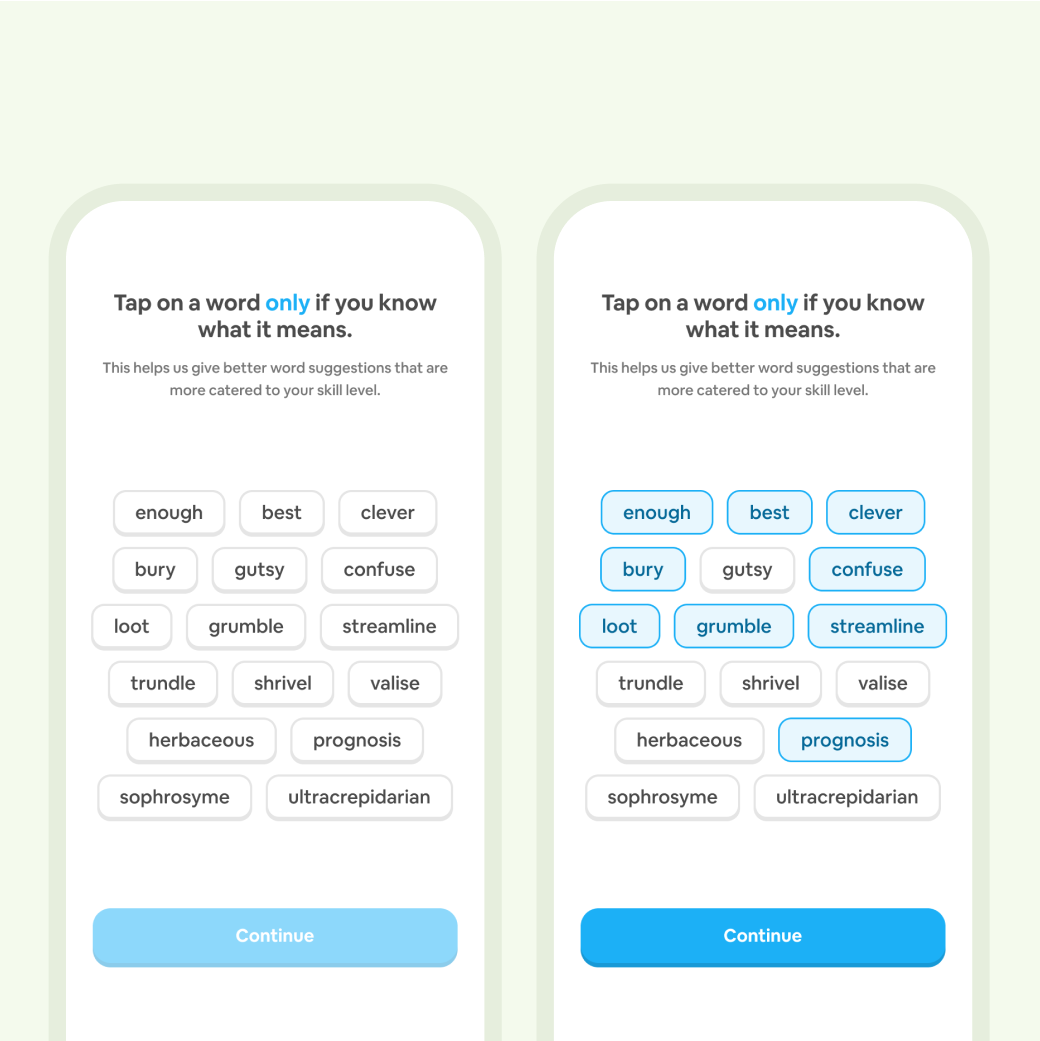 Tap on a word only if you know
what it means.
This helps us give better word suggestions that are
more catered to your skill level.
enough best clever
bury gutsy confuse
loot grumble streamline
trundle shrivel valise
herbaceous prognosis
sophrosyme ultracrepidarian
Continue
Tap on a word only if you know
what it means.
This helps us give better word suggestions that are
more catered to your skill level.
enough best clever
bury gutsy confuse
loot grumble streamline
trundle shrivel valise
herbaceous prognosis
sophrosyme ultracrepidarian
Continue